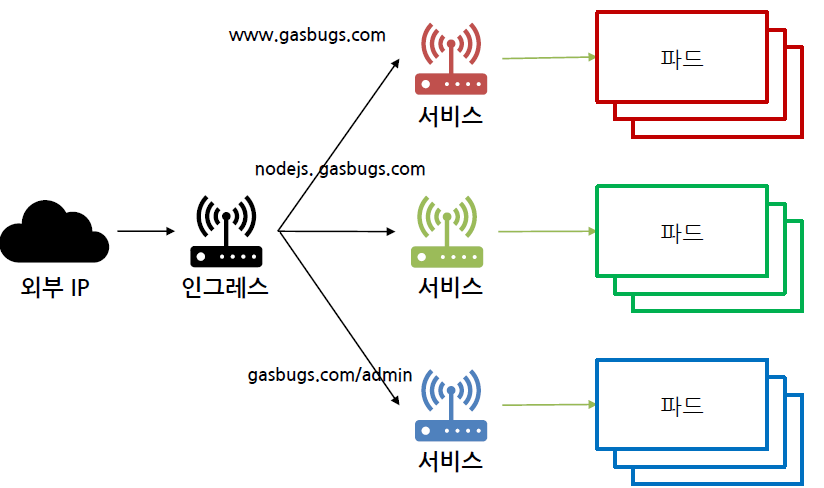 www.gasbugs.com
서비스
파드
nodejs.gasbugs.com
외부 IP
인그레스
서비스
파드
gasbugs.com/admin
서비스
파드